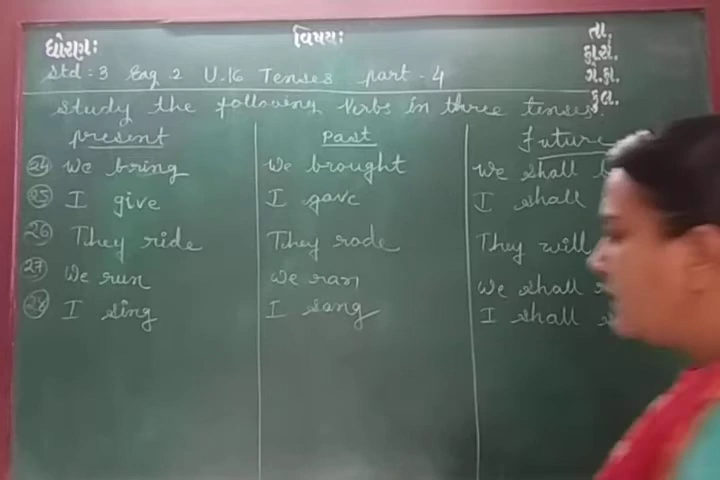 ધોરણ: વિષય: તા.
કુ.સં.
ગે.હા.
કુલ.
Std : 3 Eng . 2 U.16 Tenses part - 4
Study the following Verbs in three tenses.
present Past future
24 We bring We brought We shall
25 I give I gave I shall
26 They ride They rode They will
27 We run We ran We shall
28 I sing I sang I shall